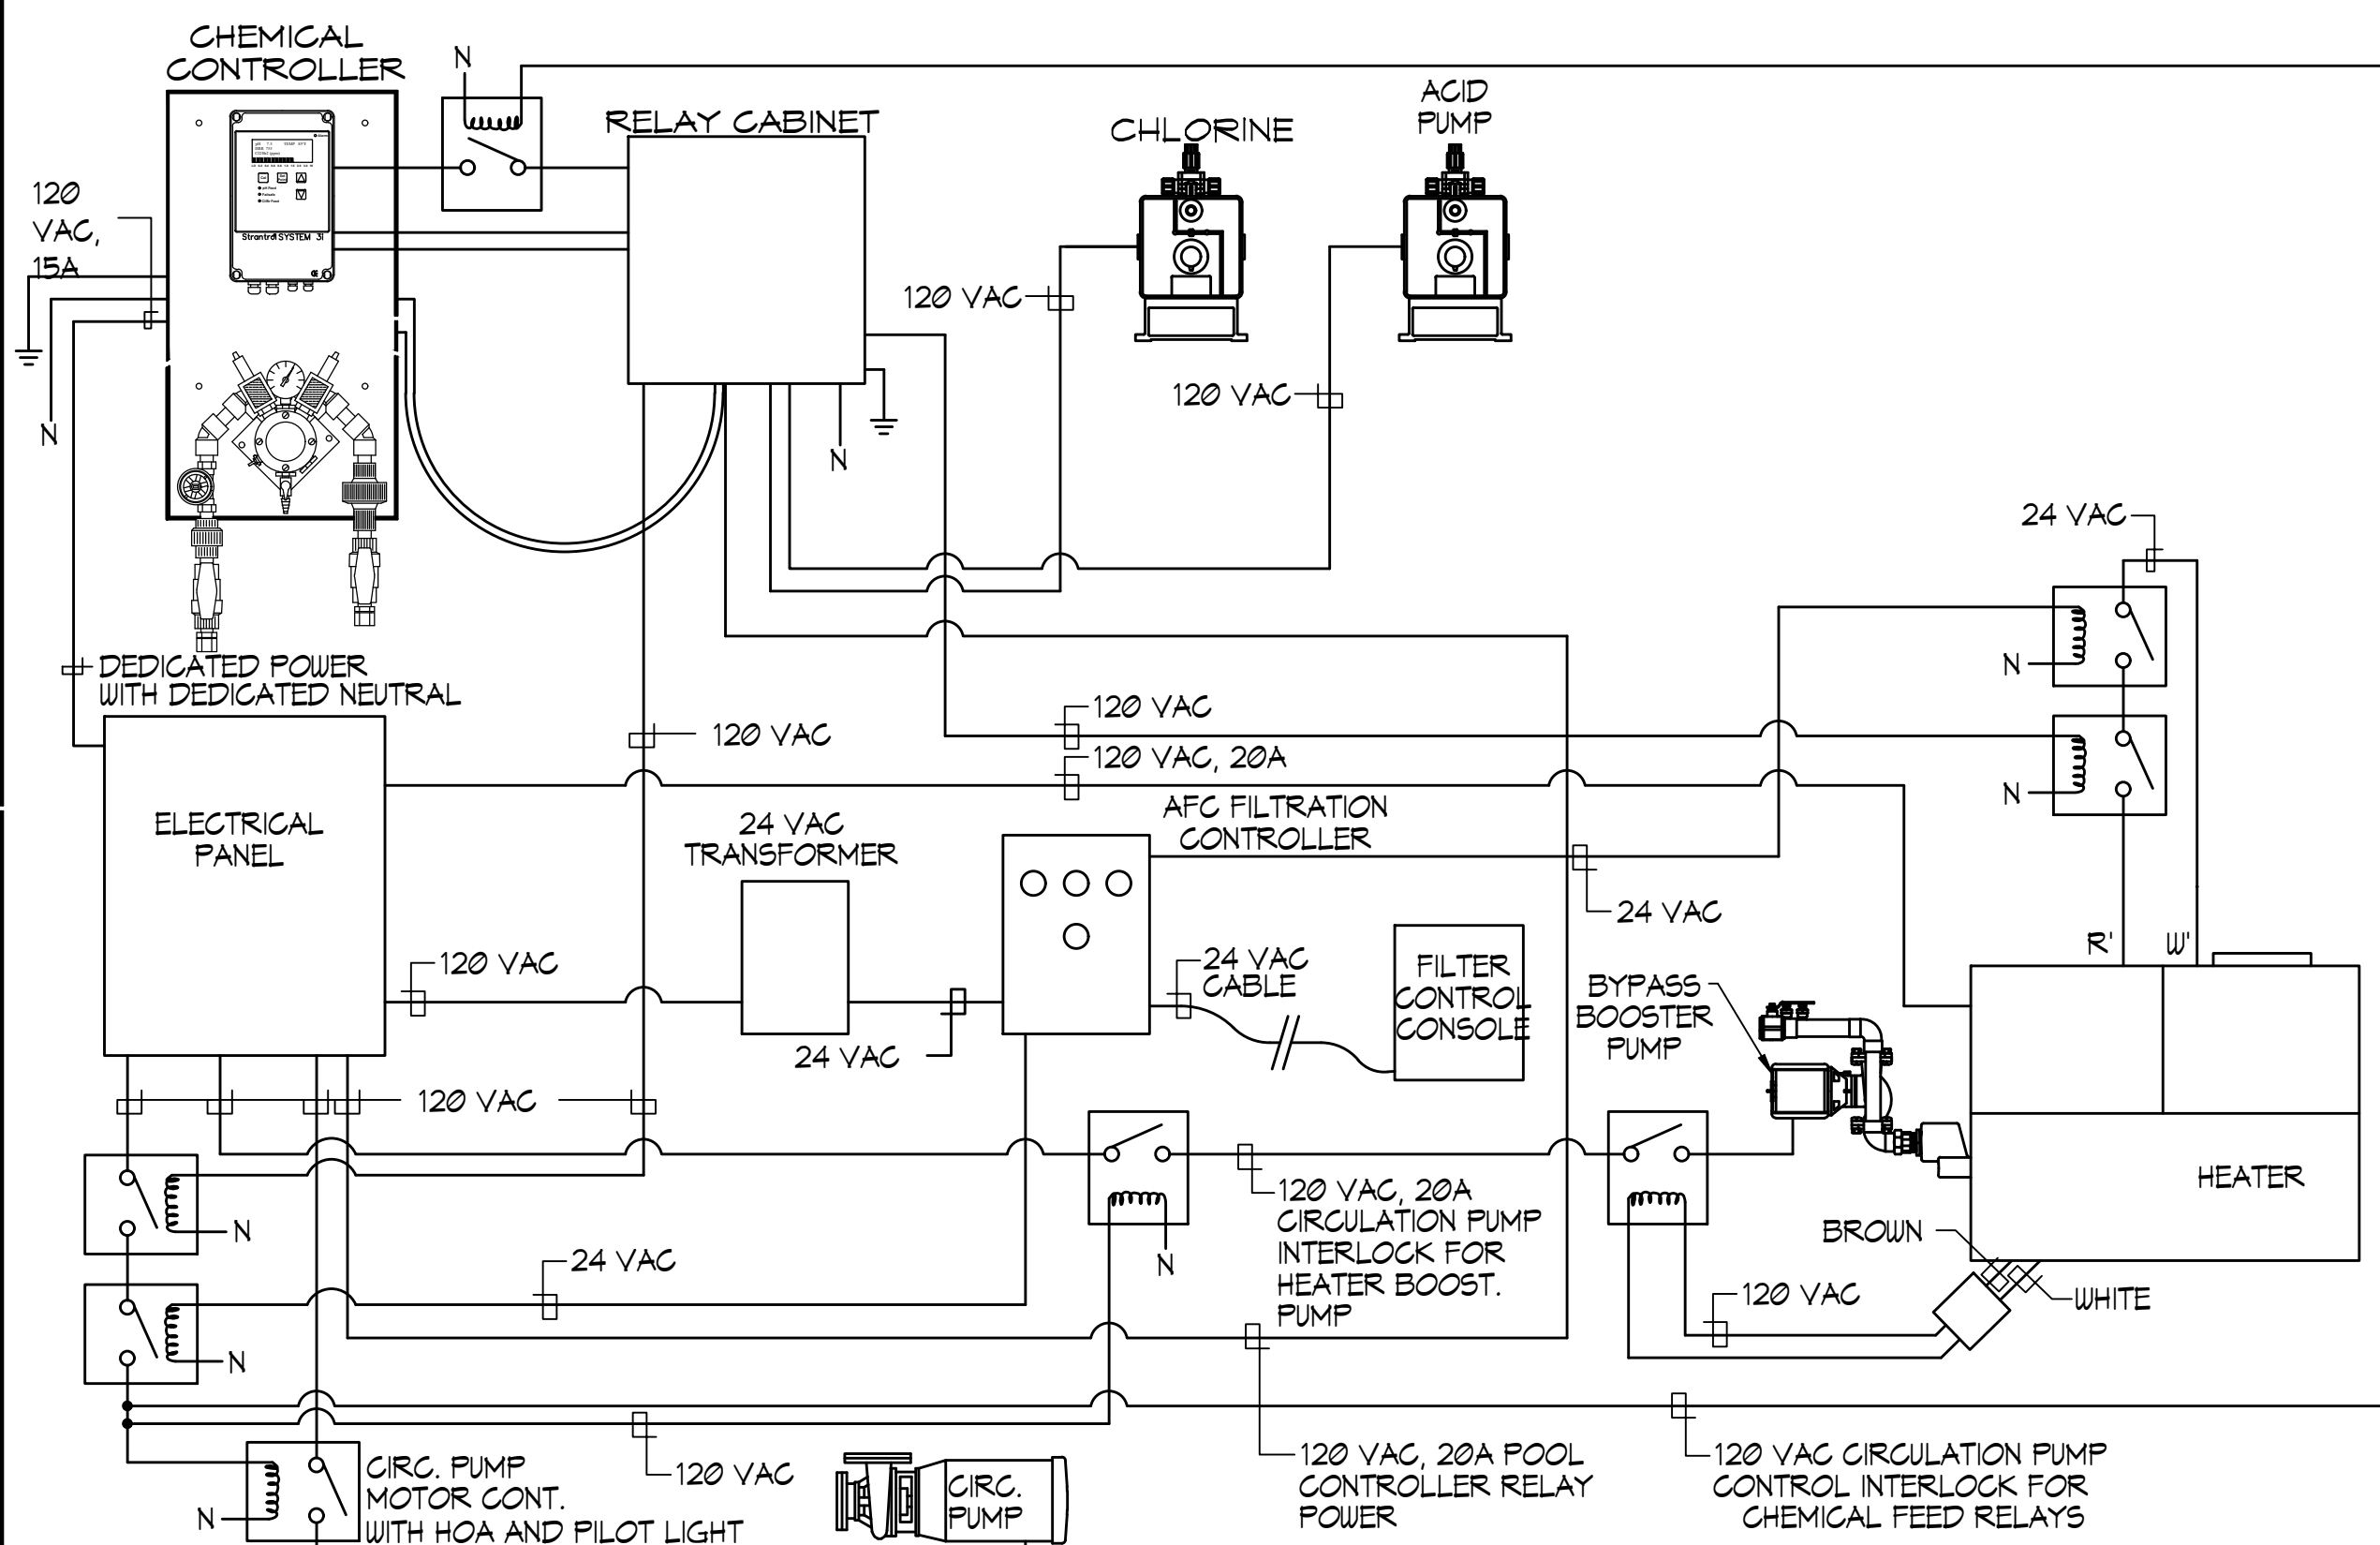 CHEMICAL
CONTROLLER
N
RELAY CABINET
CHLORINE
ACID
PUMP
120
VAC,
15A
Strantrol SYSTEM 3i
120 VAC
120 VAC
N
N
24 VAC
N
DEDICATED POWER
WITH DEDICATED NEUTRAL
120 VAC
120 VAC
120 VAC, 20A
N
ELECTRICAL
PANEL
24 VAC
TRANSFORMER
AFC FILTRATION
CONTROLLER
24 VAC
R'
W'
120 VAC
24 VAC
CABLE
FILTER
CONTROL
CONSOLE
BYPASS
BOOSTER
PUMP
24 VAC
120 VAC
HEATER
120 VAC, 20A
CIRCULATION PUMP
INTERLOCK FOR
HEATER BOOST.
PUMP
N
N
24 VAC
BROWN
120 VAC
WHITE
N
120 VAC
CIRC. PUMP
MOTOR CONT.
WITH HOA AND PILOT LIGHT
N
CIRC.
PUMP
120 VAC, 20A POOL
CONTROLLER RELAY
POWER
120 VAC CIRCULATION PUMP
CONTROL INTERLOCK FOR
CHEMICAL FEED RELAYS